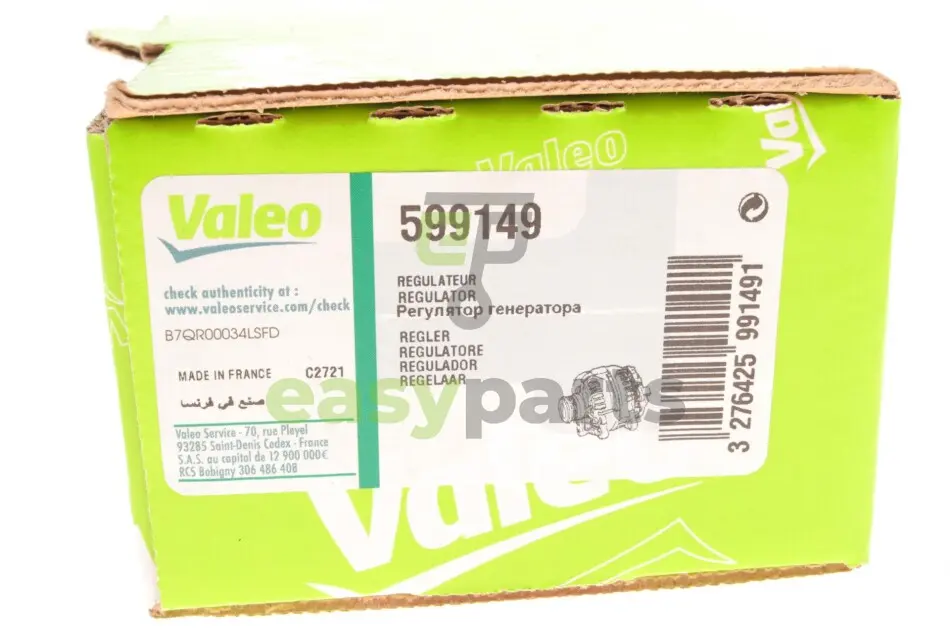 Valeo
Valeo
Valeo
check authenticity at :
www.valeoservice.com/check
B7QR00034LSFD
MADE IN FRANCE C2721
صنع في فرنسا
Valeo Service - 70, rue Pleyel
93285 Saint-Denis Cedex - France
S.A.S. au capital de 12 900 000€
RCS Bobigny 306 486 408
599149
REGULATEUR
REGULATOR
Регулятор генератора
REGLER
REGULATORE
REGULADOR
REGELAAR
3 276425 991491
easyparts
Valeo